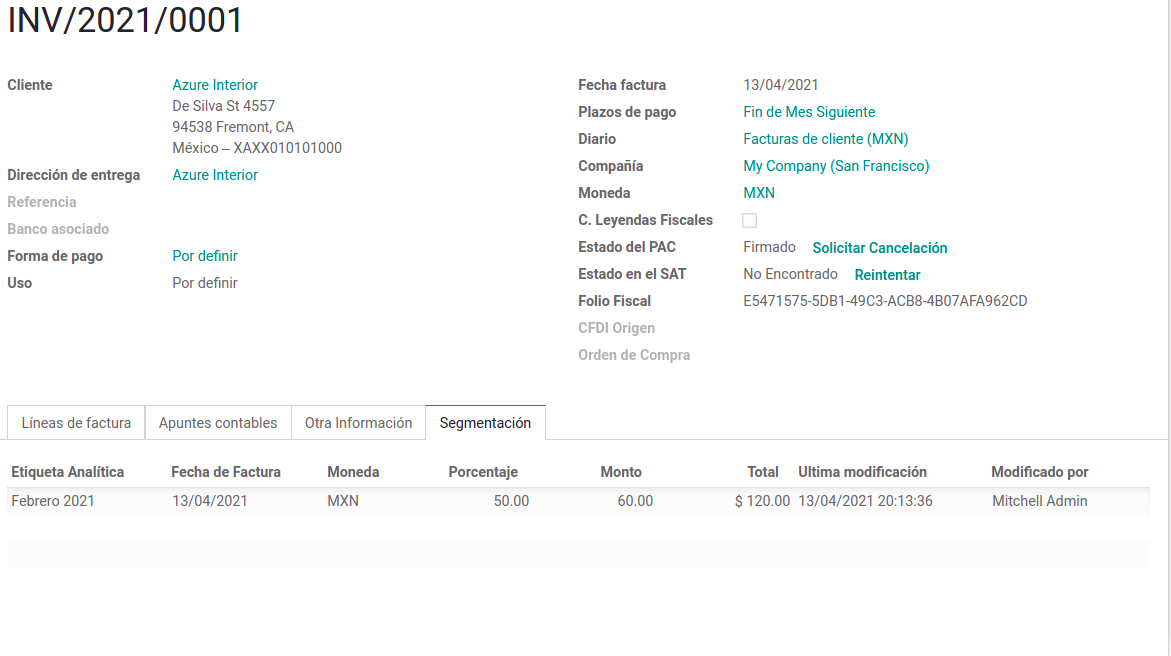 INV/2021/0001
Cliente Azure Interior
De Silva St 4557
94538 Fremont, CA
México – XAXX010101000
Dirección de entrega Azure Interior
Referencia
Banco asociado
Forma de pago Por definir
Uso Por definir
Fecha factura 13/04/2021
Plazos de pago Fin de Mes Siguiente
Diario Facturas de cliente (MXN)
Compañía My Company (San Francisco)
Moneda MXN
C. Leyendas Fiscales
Estado del PAC Firmado Solicitar Cancelación
Estado en el SAT No Encontrado Reintentar
Folio Fiscal E5471575-5DB1-49C3-ACB8-4B07AFA962CD
CFDI Origen
Orden de Compra
Líneas de factura Apuntes contables Otra Información Segmentación
Etiqueta Analítica Fecha de Factura Moneda Porcentaje Monto Total Ultima modificación Modificado por
Febrero 2021 13/04/2021 MXN 50.00 60.00 $ 120.00 13/04/2021 20:13:36 Mitchell Admin